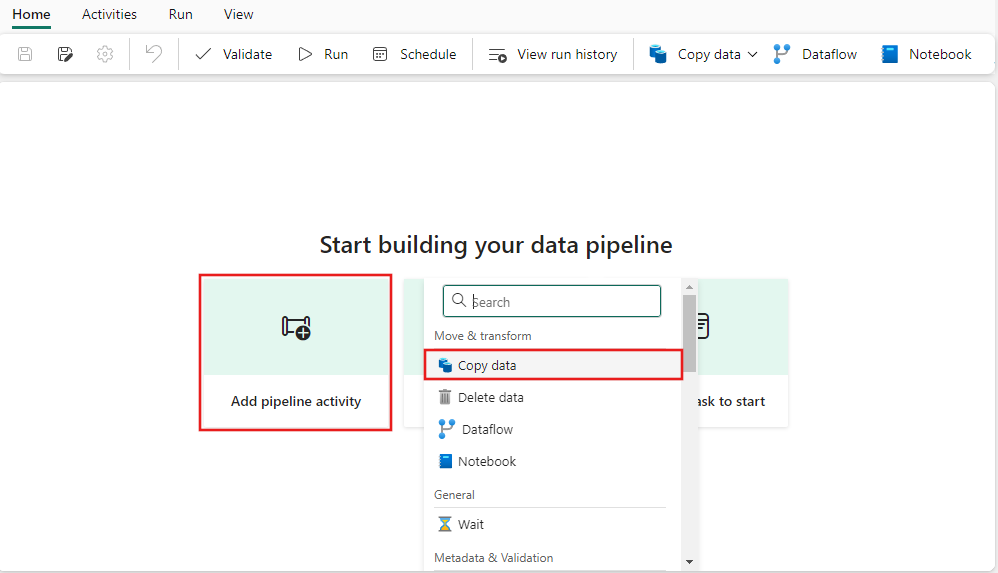 Home Activities Run View
Validate Run Schedule View run history Copy data Dataflow Notebook
Start building your data pipeline
Add pipeline activity
Search
Move & transform
Copy data
Delete data
Dataflow
Notebook
General
Wait
Metadata & Validation
ask to start